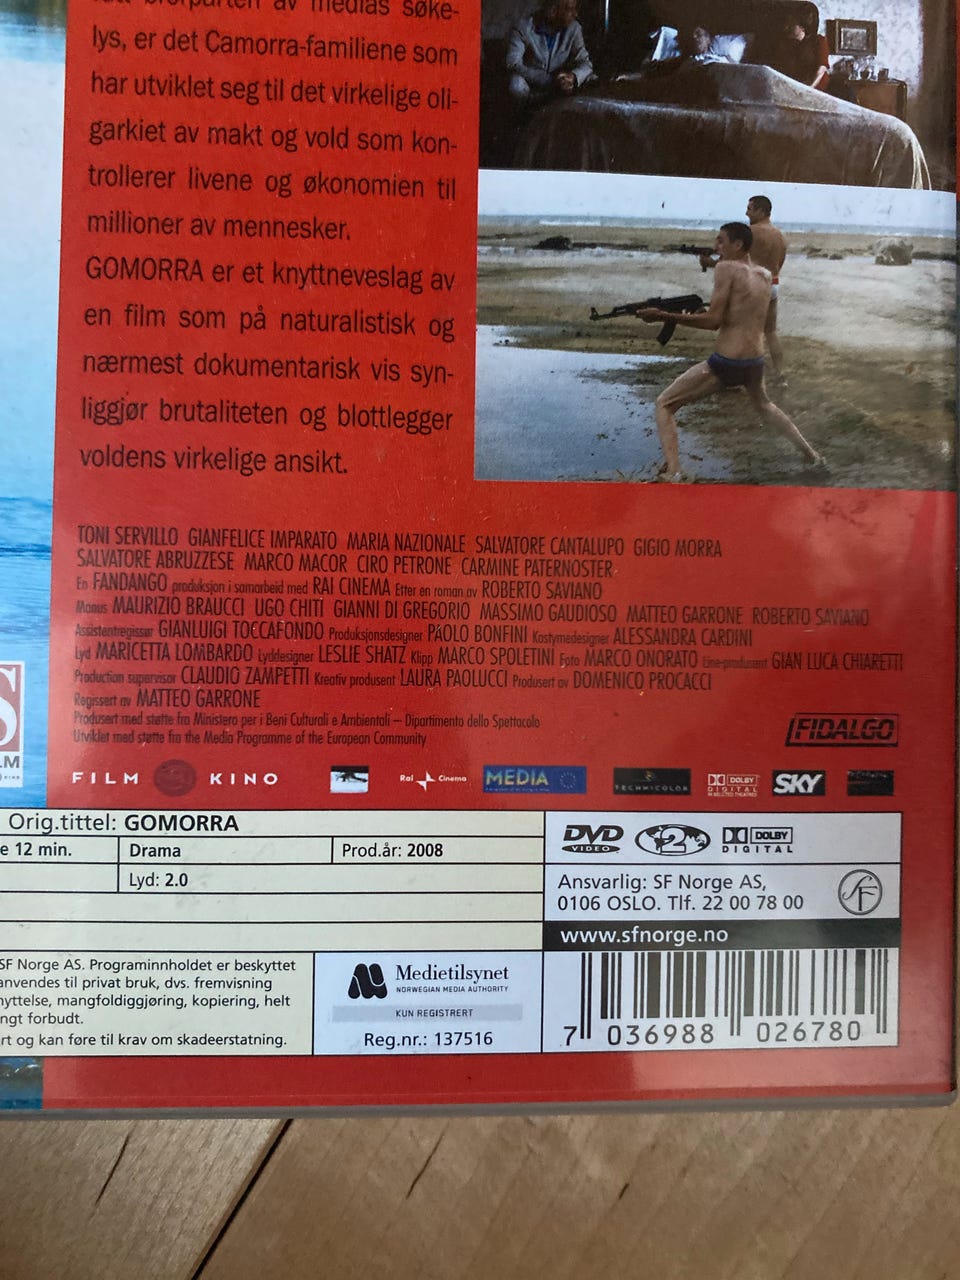 lys, er det Camorra-familiene som
har utviklet seg til det virkelige oli-
garkiet av makt og vold som kon-
trollerer livene og økonomien til
millioner av mennesker.
GOMORRA er et knyttneveslag av
en film som på naturalistisk og
nærmest dokumentarisk vis syn-
liggjør brutaliteten og blottlegger
voldens virkelige ansikt.
TONI SERVILLO GIANFELICE IMPARATO MARIA NAZIONALE SALVATORE CANTALUPO GIGIO MORRA
SALVATORE ABRUZZESE MARCO MACOR CIRO PETRONE CARMINE PATERNOSTER
En FANDANGO produksjon i samarbeid med RAI CINEMA Etter en roman av ROBERTO SAVIANO
Manus MAURIZIO BRAUCCI UGO CHITI GIANNI DI GREGORIO MASSIMO GAUDIOSO MATTEO GARRONE ROBERTO SAVIANO
Assistentregissør GIANLUIGI TOCCAFONDO Produksjonsdesigner PAOLO BONFINI Kostymedesigner ALESSANDRA CARDINI
Lyd MARICETTA LOMBARDO Lyddesigner LESLIE SHATZ Klipp MARCO SPOLETINI Foto MARCO ONORATO Line-produsent GIAN LUCA CHIARETTI
Production supervisor CLAUDIO ZAMPETTI Kreativ produsent LAURA PAOLUCCI Produsert av DOMENICO PROCACCI
Regissert av MATTEO GARRONE
Produsert med støtte fra Ministero per i Beni Culturali e Ambientali – Dipartimento dello Spettacolo
Utviklet med støtte fra the Media Programme of the European Community
FIDALGO
FILM KINO
Rai Cinema
MEDIA
TECHNICOLOR
DOLBY
DIGITAL
SKY
Orig.tittel: GOMORRA
e 12 min.
Drama
Prod.år: 2008
Lyd: 2.0
DVD
VIDEO
2
DOLBY
DIGITAL
Ansvarlig: SF Norge AS,
0106 OSLO. Tlf. 22 00 78 00
SF
www.sfnorge.no
SF Norge AS. Programinnholdet er beskyttet
anvendes til privat bruk, dvs. fremvisning
nyttelse, mangfoldiggjøring, kopiering, helt
ngt forbudt.
rt og kan føre til krav om skadeerstatning.
Medietilsynet
NORWEGIAN MEDIA AUTHORITY
KUN REGISTRERT
Reg.nr.: 137516
7 036988 026780